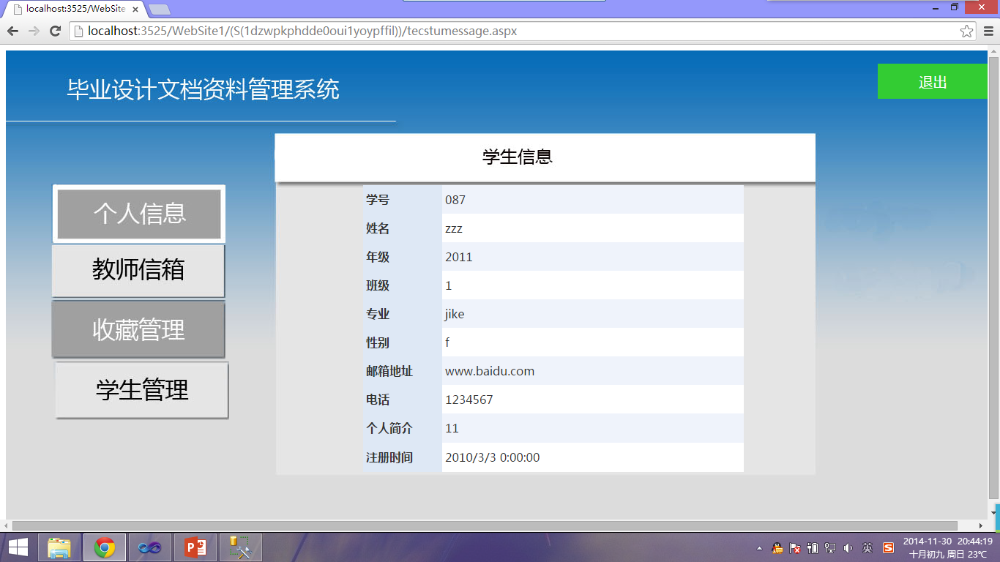 localhost:3525/WebSite
localhost:3525/WebSite1/(S(1dzwpkphdde0oui1yoypffil))/tecstumessage.aspx
毕业设计文档资料管理系统
退出
学生信息
个人信息
教师信箱
收藏管理
学生管理
学号 087
姓名 zzz
年级 2011
班级 1
专业 jike
性别 f
邮箱地址 www.baidu.com
电话 1234567
个人简介 11
注册时间 2010/3/3 0:00:00
英
2014-11-30 20:44:19
十月初九 周日 23℃